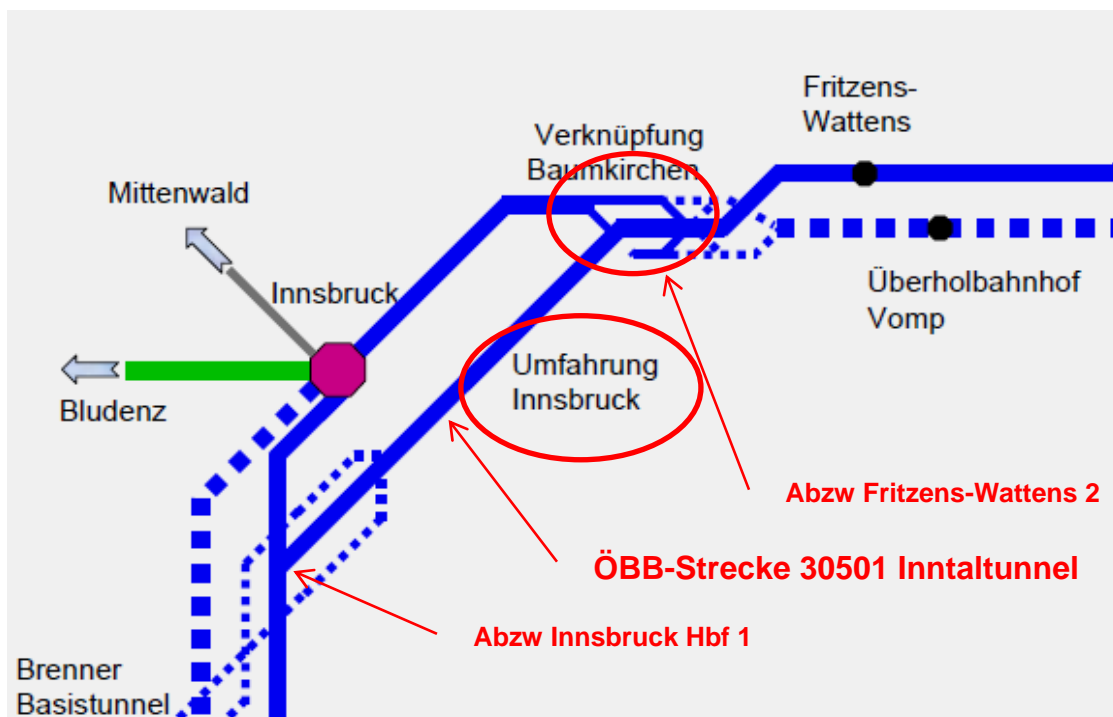 Fritzens-
Wattens
Verknüpfung
Baumkirchen
Mittenwald
Innsbruck
Überholbahnhof
Vomp
Umfahrung
Innsbruck
Bludenz
Abzw Fritzens-Wattens 2
ÖBB-Strecke 30501 Inntaltunnel
Abzw Innsbruck Hbf 1
Brenner
Basistunnel